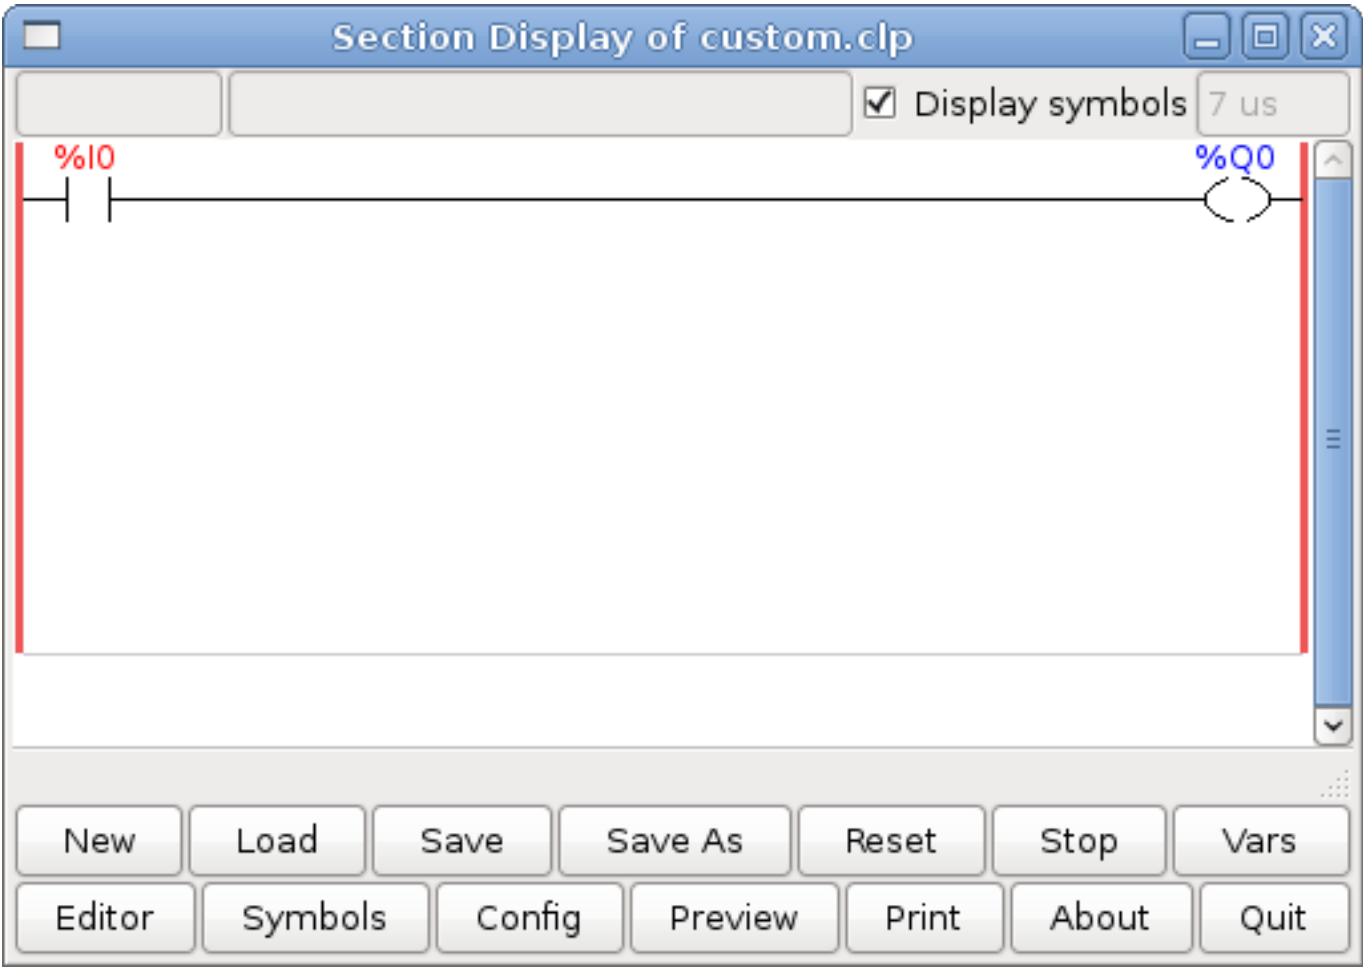 Section Display of custom.clp
Display symbols 7 us
%I0 %Q0
New Load Save Save As Reset Stop Vars
Editor Symbols Config Preview Print About Quit